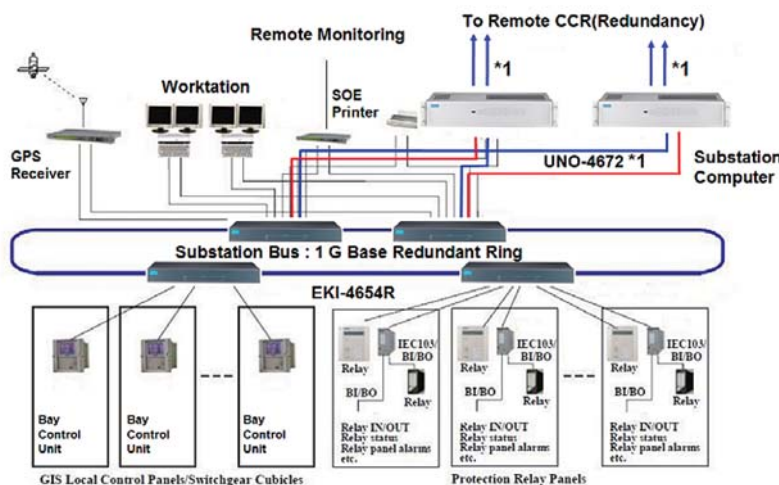 To Remote CCR(Redundancy)
*1
*1
Remote Monitoring
Worktation
SOE
Printer
GPS
Receiver
UNO-4672 *1
Substation
Computer
Substation Bus : 1 G Base Redundant Ring
EKI-4654R
Bay
Control
Unit
Bay
Control
Unit
Bay
Control
Unit
GIS Local Control Panels/Switchgear Cubicles
IEC103/
BI/BO
Relay
BI/BO
Relay
Relay IN/OUT
Relay status
Relay panel alarms
etc.
IEC103/
BI/BO
Relay
BI/BO
Relay
Relay IN/OUT
Relay status
Relay panel alarms
etc.
IEC103/
BI/BO
Relay
BI/BO
Relay
Relay IN/OUT
Relay status
Relay panel alarms
etc.
Protection Relay Panels